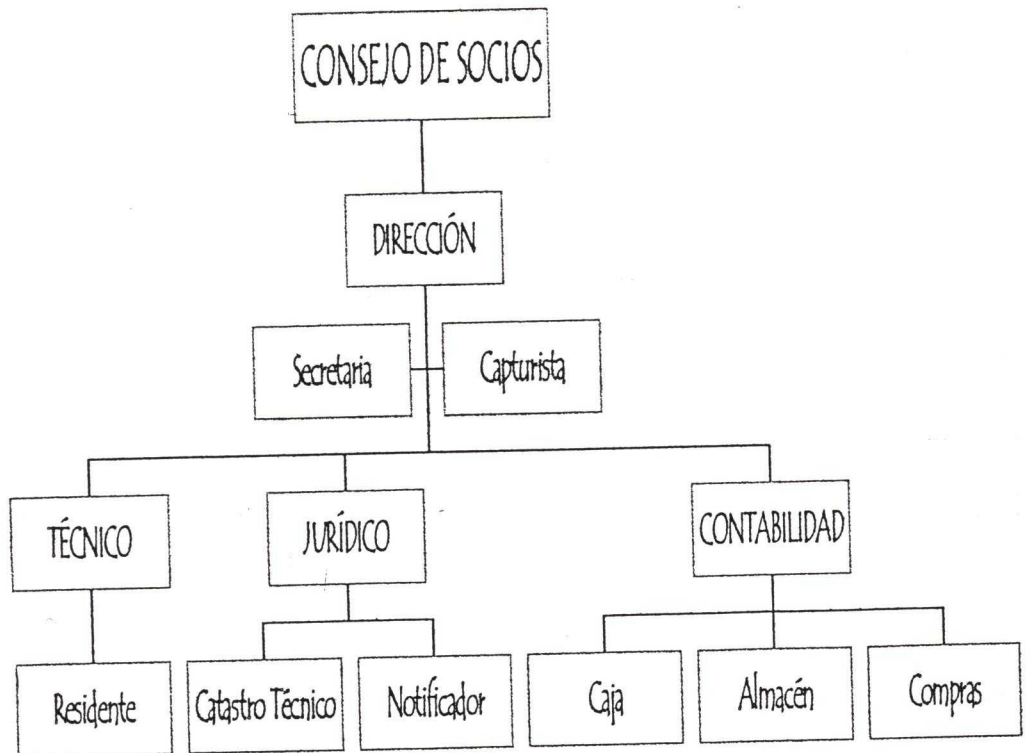 CONSEJO DE SOCIOS
DIRECCIÓN
Secretaria
Capturista
TÉCNICO
JURÍDICO
CONTABILIDAD
Residente
Catastro Técnico
Notificador
Caja
Almacén
Compras